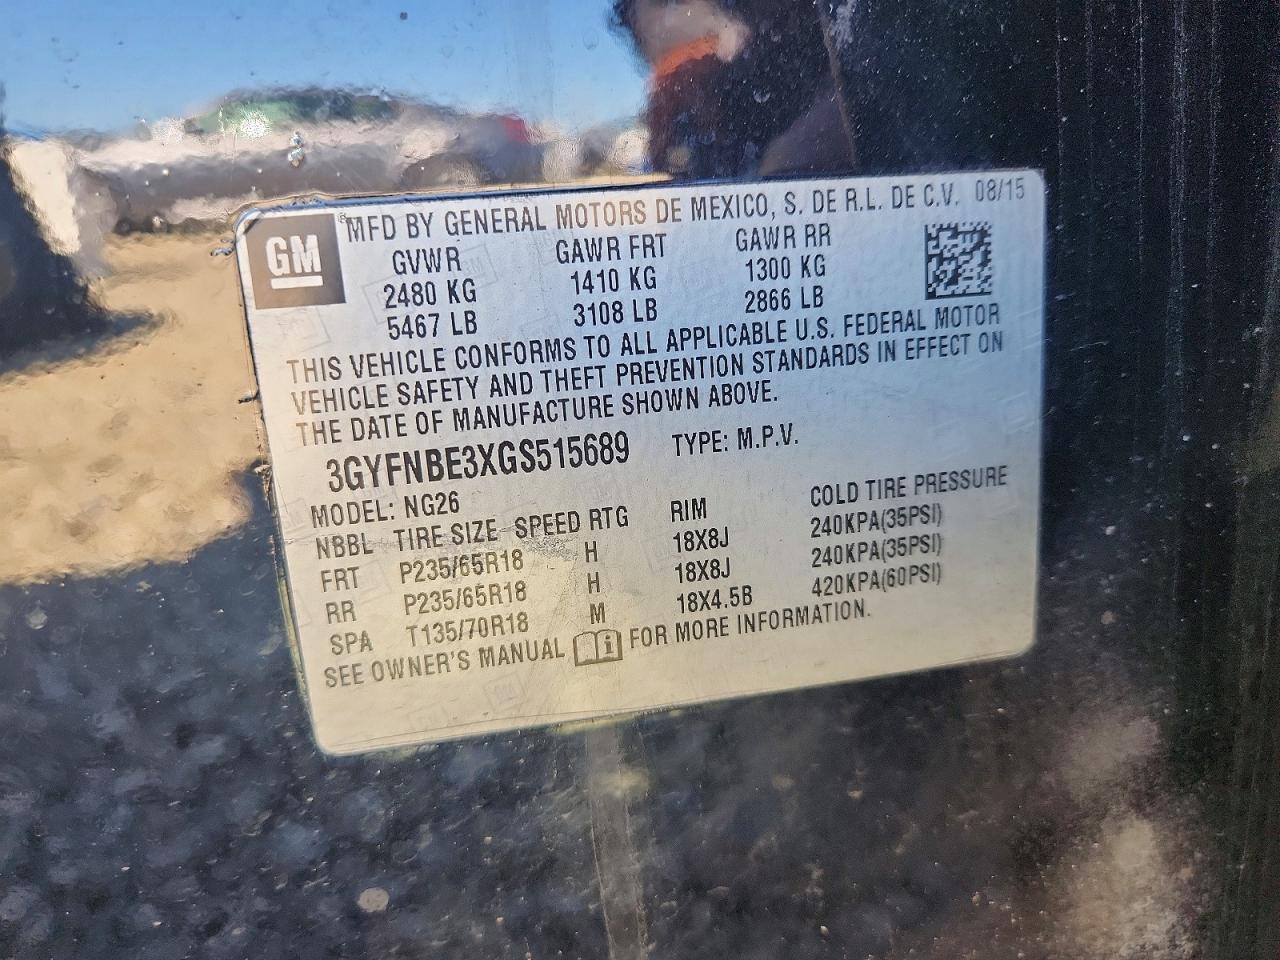 GM
MFD BY GENERAL MOTORS DE MEXICO, S. DE R.L. DE C.V. 08/15
GVWR GAWR FRT GAWR RR
2480 KG 1410 KG 1300 KG
5467 LB 3108 LB 2866 LB
THIS VEHICLE CONFORMS TO ALL APPLICABLE U.S. FEDERAL MOTOR
VEHICLE SAFETY AND THEFT PREVENTION STANDARDS IN EFFECT ON
THE DATE OF MANUFACTURE SHOWN ABOVE.
3GYFNBE3XGS515689 TYPE: M.P.V.
MODEL: NG26
NBBL TIRE SIZE SPEED RTG RIM COLD TIRE PRESSURE
FRT P235/65R18 H 18X8J 240KPA(35PSI)
RR P235/65R18 H 18X8J 240KPA(35PSI)
SPA T135/70R18 M 18X4.5B 420KPA(60PSI)
SEE OWNER'S MANUAL FOR MORE INFORMATION.